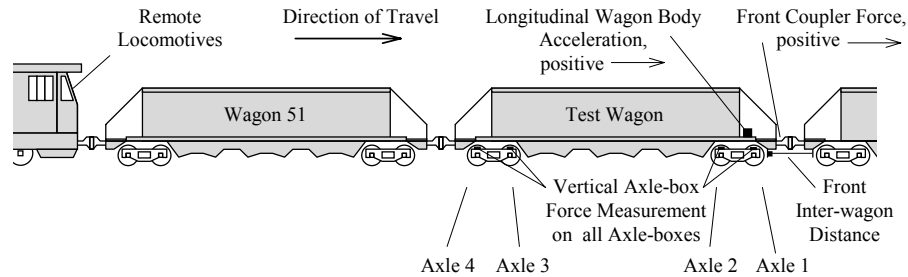 Remote
Locomotives
Direction of Travel
Longitudinal Wagon Body
Acceleration,
positive
Front Coupler Force,
positive
Wagon 51
Test Wagon
Vertical Axle-box
Force Measurement
on all Axle-boxes
Front
Inter-wagon
Distance
Axle 4
Axle 3
Axle 2
Axle 1